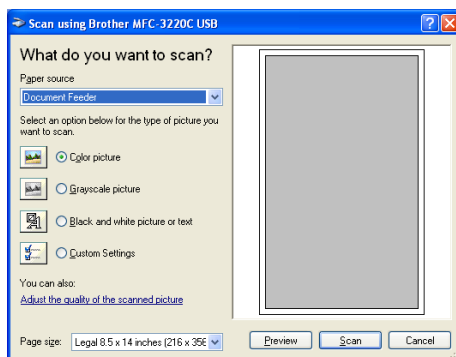 Scan using Brother MFC-3220C USB
What do you want to scan?
Paper source
Document Feeder
Select an option below for the type of picture you
want to scan.
Color picture
Grayscale picture
Black and white picture or text
Custom Settings
You can also:
Adjust the quality of the scanned picture
Page size: Legal 8.5 x 14 inches (216 x 356
Preview Scan Cancel